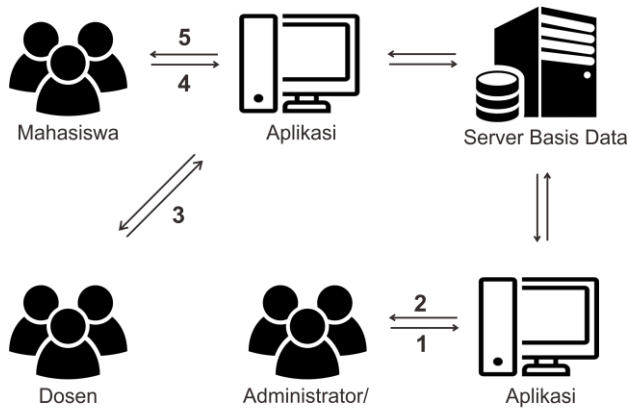 5
4
Mahasiswa
Aplikasi
Server Basis Data
3
2
1
Dosen
Administrator/
Aplikasi